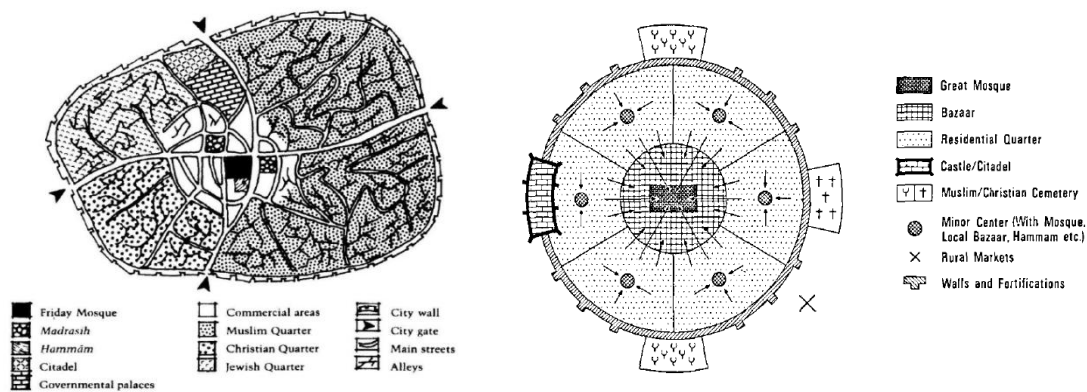 Friday Mosque
Madrasih
Hammâm
Citadel
Governmental palaces
Commercial areas
Muslim Quarter
Christian Quarter
Jewish Quarter
City wall
City gate
Main streets
Alleys
Great Mosque
Bazaar
Residential Quarter
Castle/Citadel
Muslim/Christian Cemetery
Minor Center (With Mosque,
Local Bazaar, Hammam etc.)
Rural Markets
Walls and Fortifications